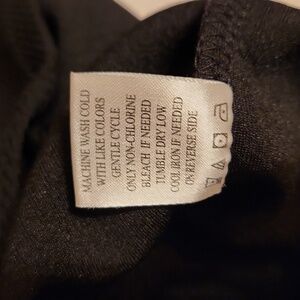 MACHINE WASH COLD
WITH LIKE COLORS
GENTLE CYCLE
ONLY NON-CHLORINE
BLEACH IF NEEDED
TUMBLE DRY LOW
COOL IRON IF NEEDED
ON REVERSE SIDE